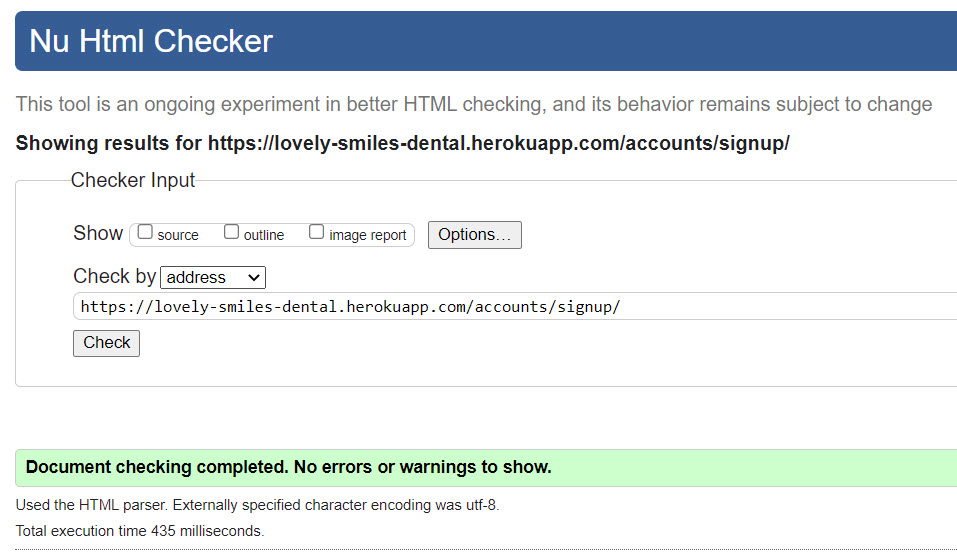 Nu Html Checker
This tool is an ongoing experiment in better HTML checking, and its behavior remains subject to change
Showing results for https://lovely-smiles-dental.herokuapp.com/accounts/signup/
Checker Input
Show source outline image report Options...
Check by address
https://lovely-smiles-dental.herokuapp.com/accounts/signup/
Check
Document checking completed. No errors or warnings to show.
Used the HTML parser. Externally specified character encoding was utf-8.
Total execution time 435 milliseconds.